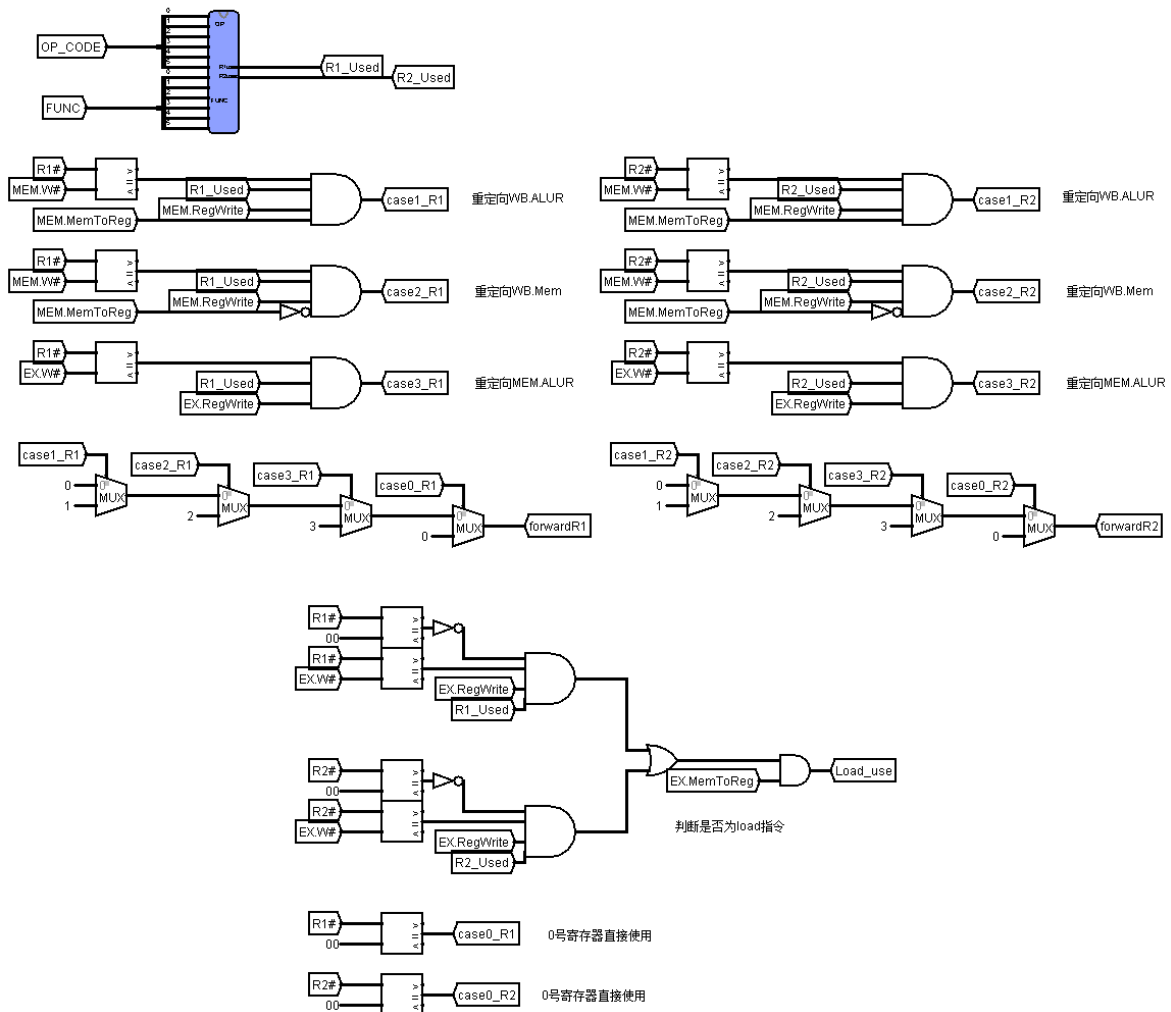 OP
OP_CODE
R1_Used
R2_Used
FUNC
FUNC
R1#
MEM.W#
MEM.MemToReg
R1_Used
MEM.RegWrite
case1_R1
重定向WB.ALUR
R2#
MEM.W#
MEM.MemToReg
R2_Used
MEM.RegWrite
case1_R2
重定向WB.ALUR
R1#
MEM.W#
MEM.MemToReg
R1_Used
MEM.RegWrite
case2_R1
重定向WB.Mem
R2#
MEM.W#
MEM.MemToReg
R2_Used
MEM.RegWrite
case2_R2
重定向WB.Mem
R1#
EX.W#
R1_Used
EX.RegWrite
case3_R1
重定向MEM.ALUR
R2#
EX.W#
R2_Used
EX.RegWrite
case3_R2
重定向MEM.ALUR
case1_R1
case2_R1
case3_R1
case0_R1
0
1
MUX
2
MUX
3
MUX
0
MUX
forwardR1
case1_R2
case2_R2
case3_R2
case0_R2
0
1
MUX
2
MUX
3
MUX
0
MUX
forwardR2
R1#
00
R1#
EX.W#
EX.RegWrite
R1_Used
R2#
00
R2#
EX.W#
EX.RegWrite
R2_Used
EX.MemToReg
Load_use
判断是否为load指令
R1#
00
case0_R1
0号寄存器直接使用
R2#
00
case0_R2
0号寄存器直接使用